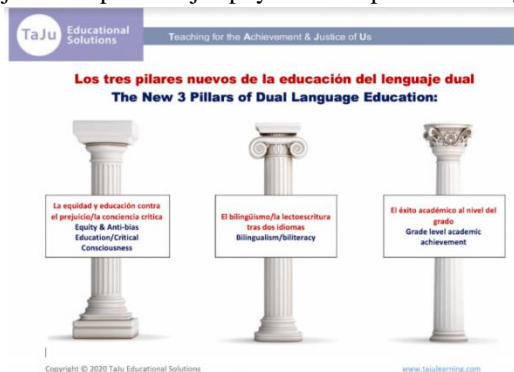 TaJu Educational
Solutions
Teaching for the Achievement & Justice of Us
Los tres pilares nuevos de la educación del lenguaje dual
The New 3 Pillars of Dual Language Education:
La equidad y educación contra
el prejuicio/la conciencia crítica
Equity & Anti-bias
Education/Critical
Consciousness
El bilingüismo/la lectoescritura
tras dos idiomas
Bilingualism/biliteracy
El éxito académico al nivel del
grado
Grade level academic
achievement
Copyright © 2020 TaJu Educational Solutions
www.tajulearning.com